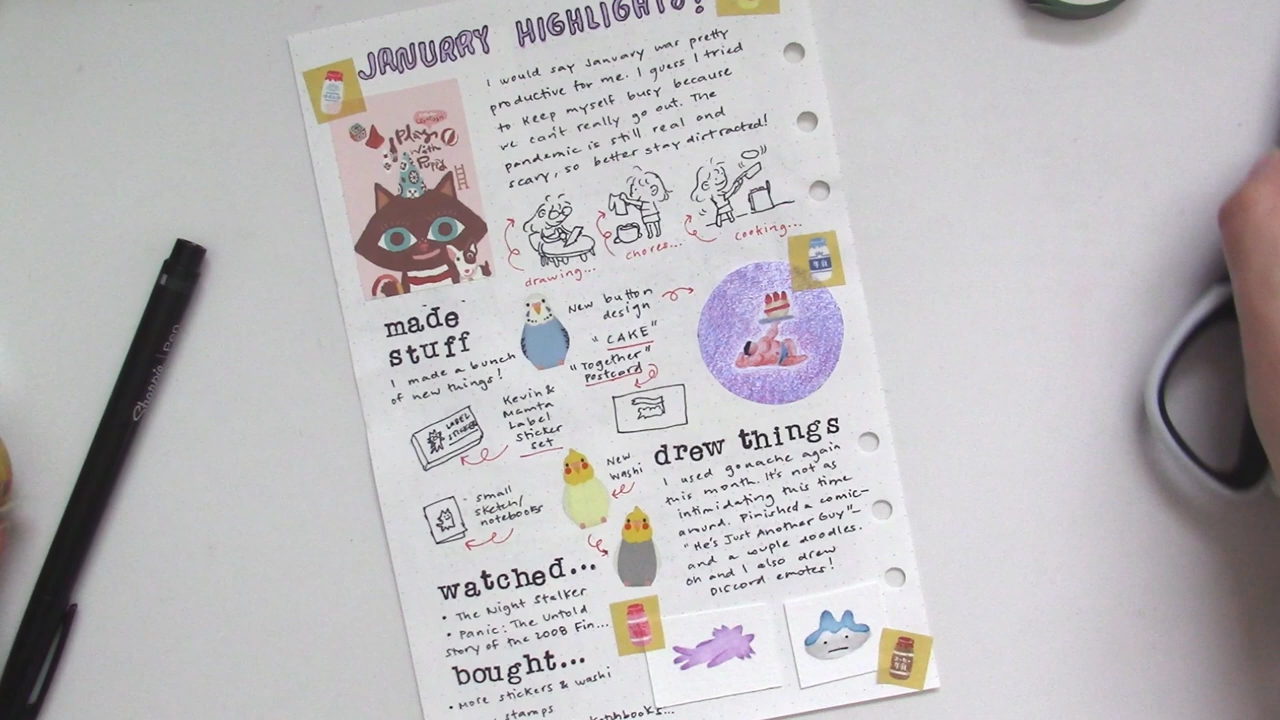 JANUARY HIGHLIGHTS!
I would say January was pretty
productive for me. I guess I tried
to keep myself busy because
we can't really go out. The
pandemic is still real and
scary, so better stay distracted!
Play
with
Puppy
drawing...
chores...
cooking...
made
stuff
I made a bunch
of new things!
New button
design
"CAKE"
"Together"
Postcard
LABEL
STICKER
Kevin &
Mamta
Label
Sticker
set
small
sketch/
notebooks
New
washi
drew things
I used gouache again
this month. It's not as
intimidating this time
around. Finished a comic-
"He's Just Another Guy"-
and a couple doodles.
Oh and I also drew
Discord emotes!
watched...
• The Night Stalker
• Panic: The Untold
story of the 2008 Fin...
bought...
• More stickers & washi
stamps
Sharpie Pen